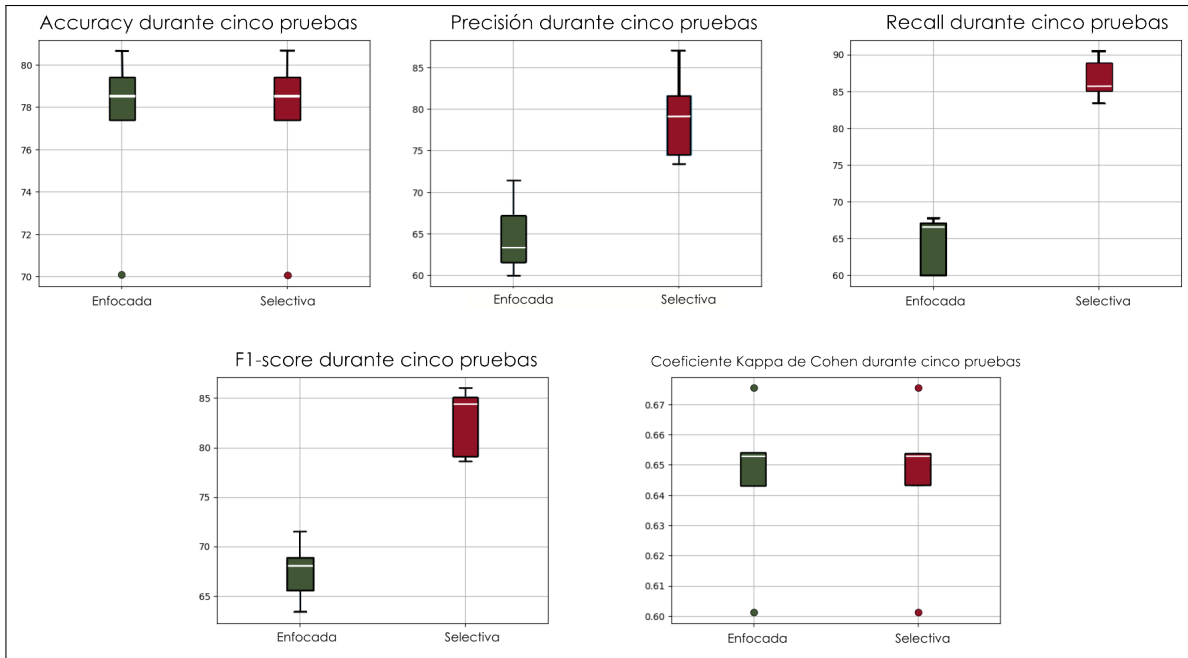 Accuracy durante cinco pruebas
80
78
76
74
72
70
Enfocada
Selectiva
Precisión durante cinco pruebas
85
80
75
70
65
60
Enfocada
Selectiva
Recall durante cinco pruebas
90
85
80
75
70
65
60
Enfocada
Selectiva
F1-score durante cinco pruebas
85
80
75
70
65
Enfocada
Selectiva
Coeficiente Kappa de Cohen durante cinco pruebas
0.67
0.66
0.65
0.64
0.63
0.62
0.61
0.60
Enfocada
Selectiva